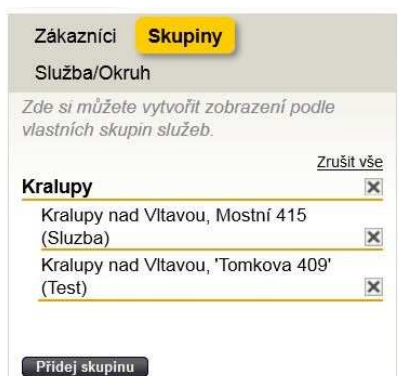 Zákazníci Skupiny
Služba/Okruh
Zde si můžete vytvořit zobrazení podle
vlastních skupin služeb.
Zrušit vše
Kralupy
Kralupy nad Vltavou, Mostní 415
(Sluzba)
Kralupy nad Vltavou, 'Tomkova 409'
(Test)
Přidej skupinu